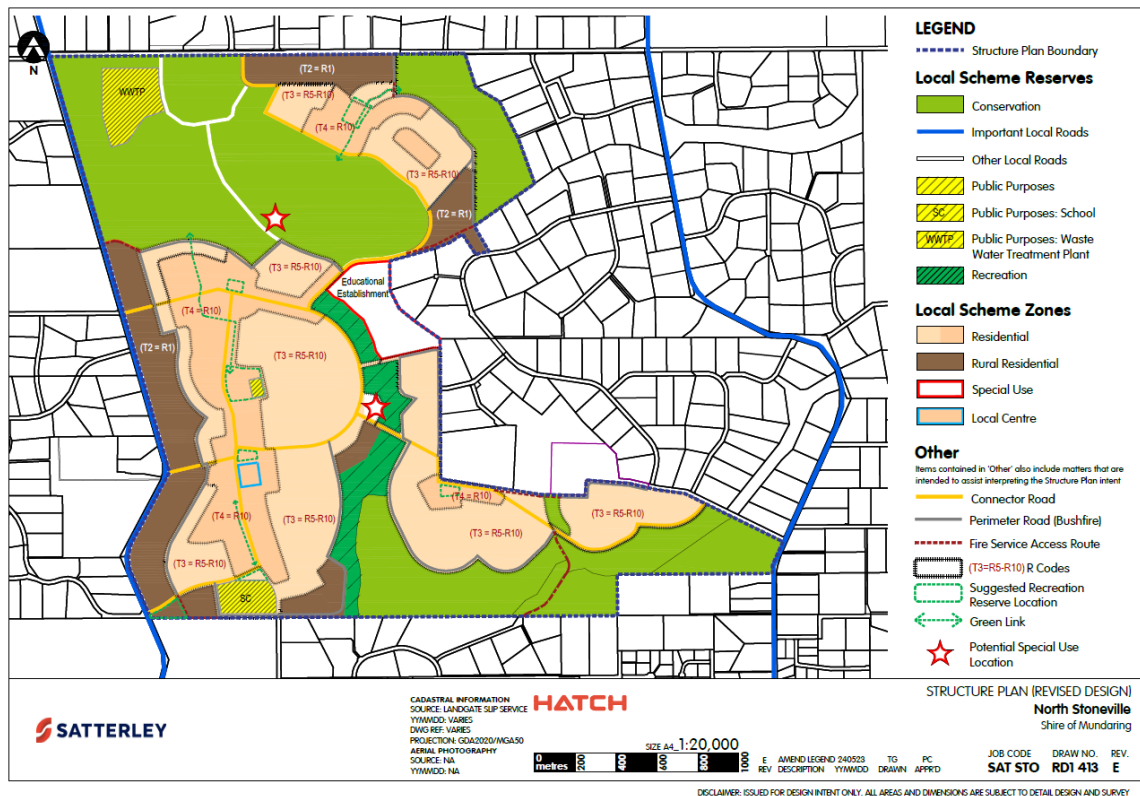 N
WWTP
(T2 = R1)
(T3 = R5-R10)
(T4 = R10)
(T3 = R5-R10)
(T2 = R1)
(T3 = R5-R10)
Educational
Establishment
(T4 = R10)
(T2 = R1)
(T3 = R5-R10)
(T4 = R10)
(T3 = R5-R10)
(T4 = R10)
(T3 = R5-R10)
(T3 = R5-R10)
(T3 = R5-R10)
SC
LEGEND
Structure Plan Boundary
Local Scheme Reserves
Conservation
Important Local Roads
Other Local Roads
Public Purposes
SC
Public Purposes: School
WWTP
Public Purposes: Waste
Water Treatment Plant
Recreation
Local Scheme Zones
Residential
Rural Residential
Special Use
Local Centre
Other
Items contained in 'Other' also include matters that are
intended to assist interpreting the Structure Plan intent
Connector Road
Perimeter Road (Bushfire)
Fire Service Access Route
(T3=R5-R10) R Codes
Suggested Recreation
Reserve Location
Green Link
Potential Special Use
Location
SATTERLEY
CADASTRAL INFORMATION
SOURCE: LANDGATE SLIP SERVICE
YYMMDD: VARIES
DWG REF: VARIES
PROJECTION: GDA2020/MGA50
AERIAL PHOTOGRAPHY
SOURCE: NA
YYMMDD: NA
HATCH
SIZE A4_1:20,000
0
metres
200
400
600
800
1000
E AMEND LEGEND 240523 TG PC
REV DESCRIPTION YYMMDD DRAWN APPR'D
STRUCTURE PLAN (REVISED DESIGN)
North Stoneville
Shire of Mundaring
JOB CODE DRAW NO. REV.
SAT STO RD1 413 E
DISCLAIMER: ISSUED FOR DESIGN INTENT ONLY. ALL AREAS AND DIMENSIONS ARE SUBJECT TO DETAIL DESIGN AND SURVEY